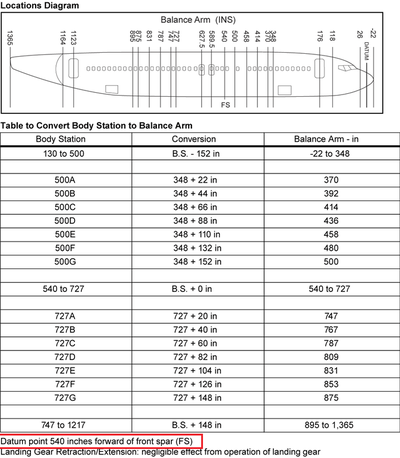 Locations Diagram
Balance Arm (INS)
1365
1164
1123
895
875
831
787
747
727
627.5
589.5
540
500
458
414
370
348
176
118
26
DATUM
-22
FS
Table to Convert Body Station to Balance Arm
Body Station Conversion Balance Arm - in
130 to 500 B.S. - 152 in -22 to 348
500A 348 + 22 in 370
500B 348 + 44 in 392
500C 348 + 66 in 414
500D 348 + 88 in 436
500E 348 + 110 in 458
500F 348 + 132 in 480
500G 348 + 152 in 500
540 to 727 B.S. + 0 in 540 to 727
727A 727 + 20 in 747
727B 727 + 40 in 767
727C 727 + 60 in 787
727D 727 + 82 in 809
727E 727 + 104 in 831
727F 727 + 126 in 853
727G 727 + 148 in 875
747 to 1217 B.S. + 148 in 895 to 1,365
Datum point 540 inches forward of front spar (FS)
Landing Gear Retraction/Extension: negligible effect from operation of landing gear